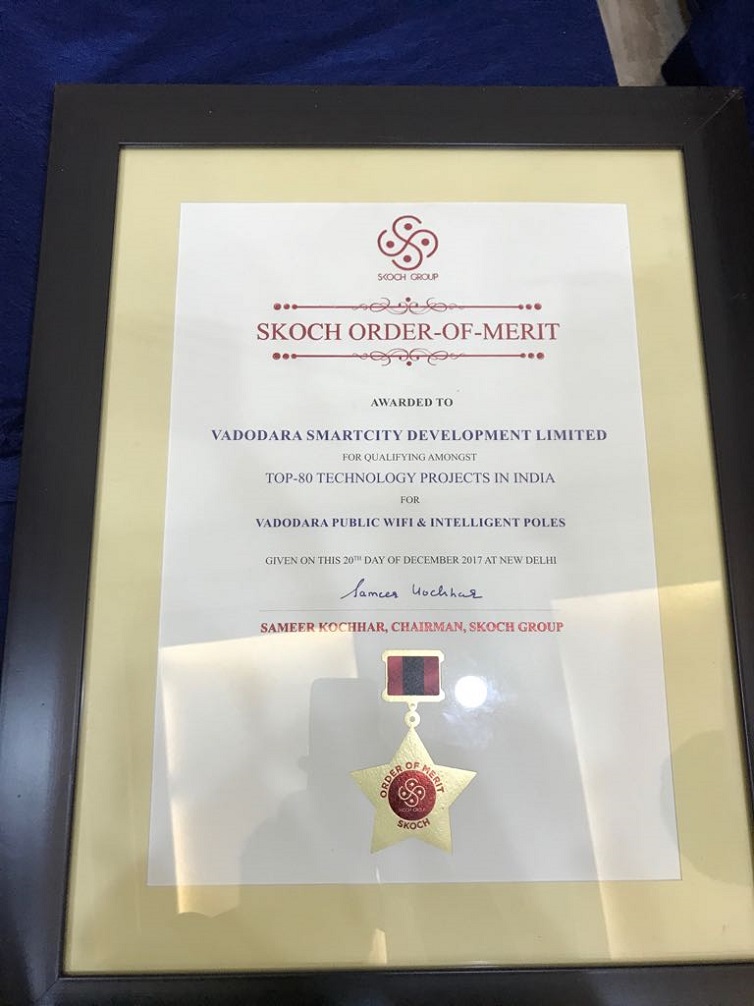 SKOCH GROUP
SKOCH ORDER-OF-MERIT
AWARDED TO
VADODARA SMARTCITY DEVELOPMENT LIMITED
FOR QUALIFYING AMONGST
TOP-80 TECHNOLOGY PROJECTS IN INDIA
FOR
VADODARA PUBLIC WIFI & INTELLIGENT POLES
GIVEN ON THIS 20TH DAY OF DECEMBER 2017 AT NEW DELHI
Sameer Kochhar
SAMEER KOCHHAR, CHAIRMAN, SKOCH GROUP
ORDER OF MERIT
SKOCH GROUP
SKOCH